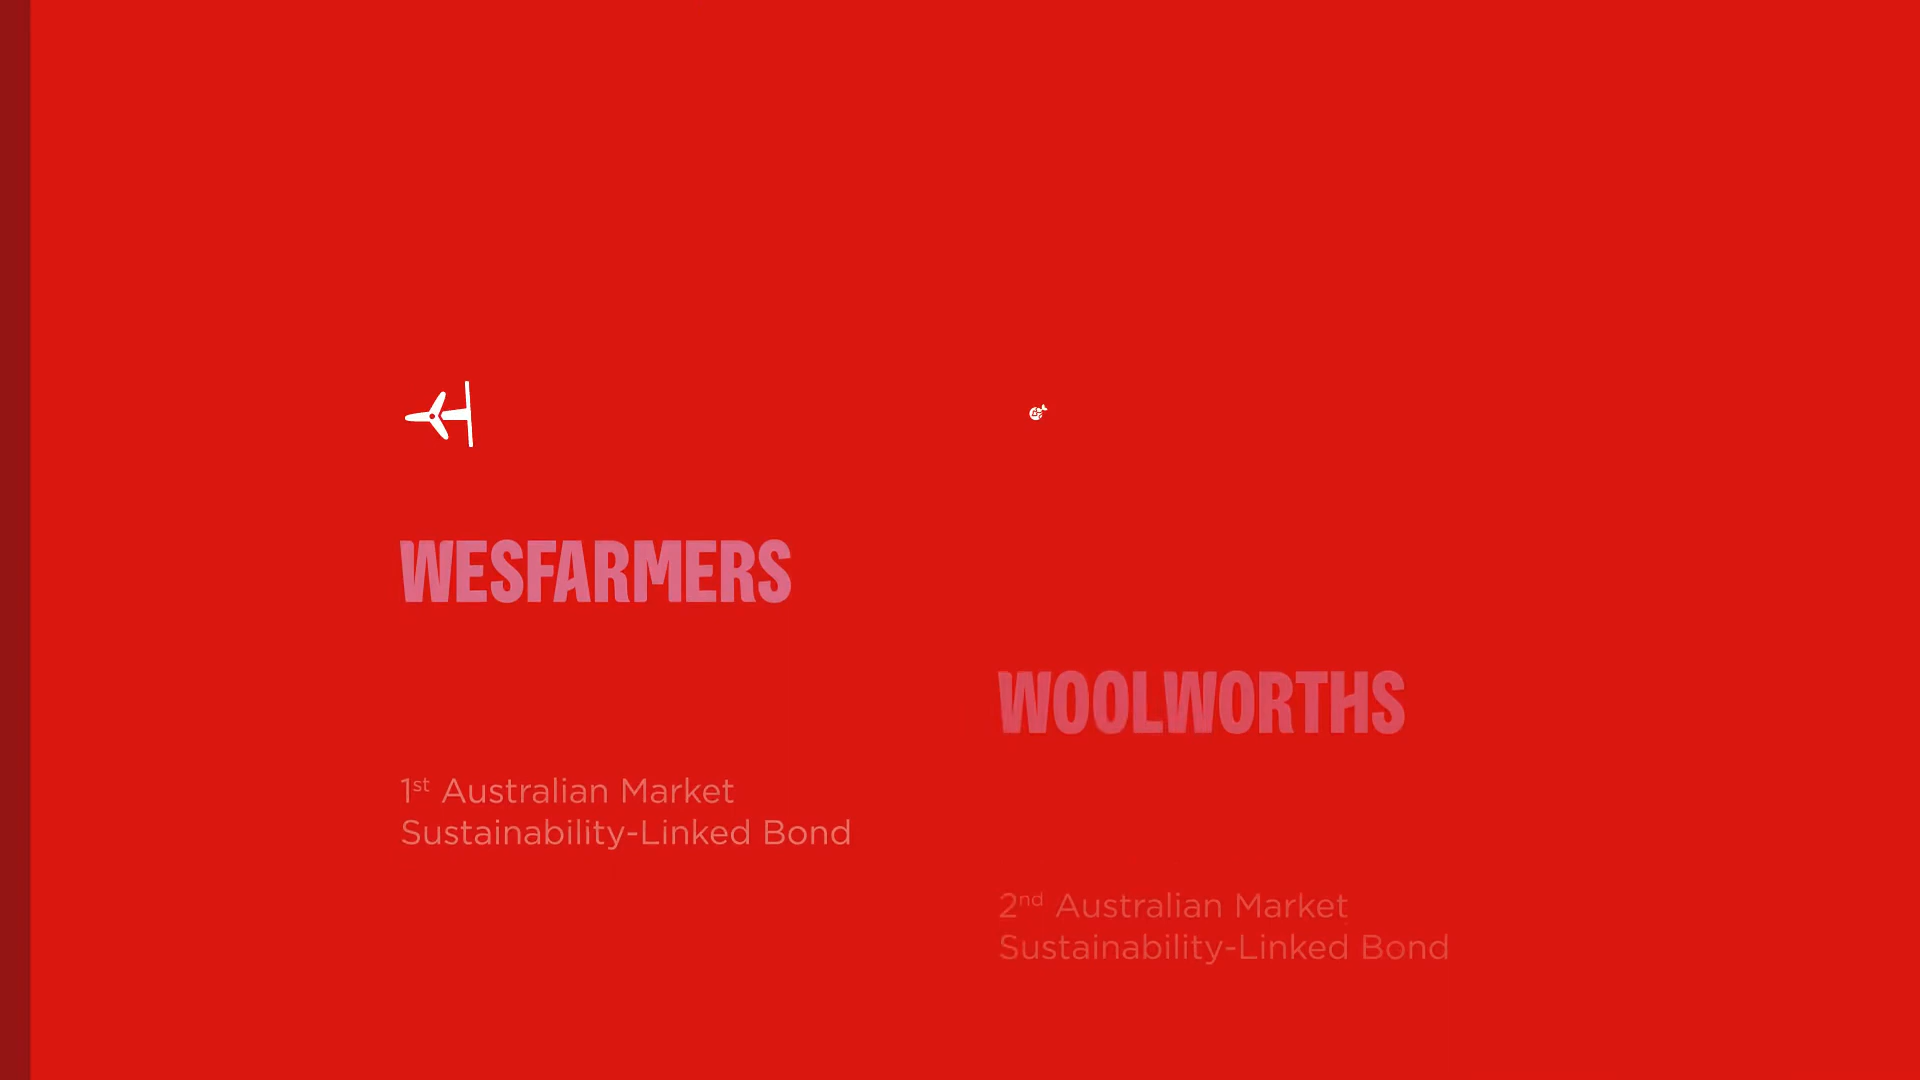 WESFARMERS
1st Australian Market
Sustainability-Linked Bond
WOOLWORTHS
2nd Australian Market
Sustainability-Linked Bond